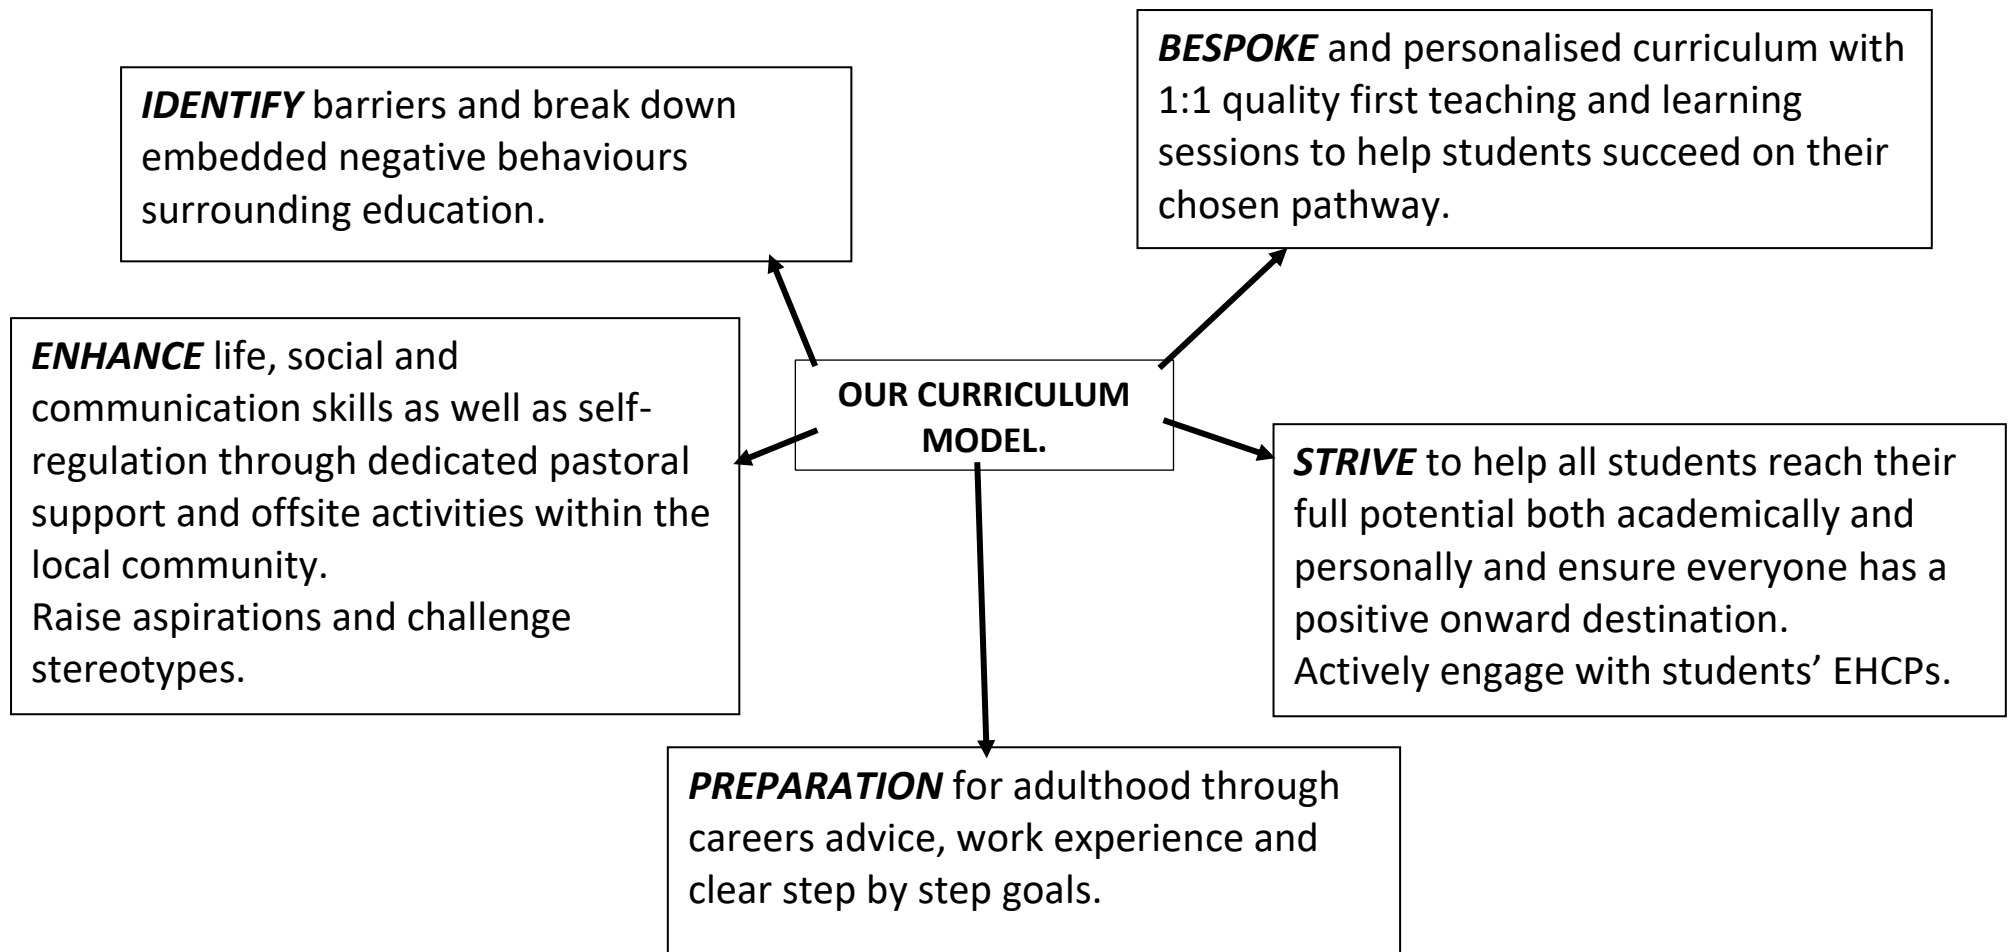 IDENTIFY barriers and break down
embedded negative behaviours
surrounding education.
BESPOKE and personalised curriculum with
1:1 quality first teaching and learning
sessions to help students succeed on their
chosen pathway.
ENHANCE life, social and
communication skills as well as self-
regulation through dedicated pastoral
support and offsite activities within the
local community.
Raise aspirations and challenge
stereotypes.
OUR CURRICULUM
MODEL.
STRIVE to help all students reach their
full potential both academically and
personally and ensure everyone has a
positive onward destination.
Actively engage with students’ EHCPs.
PREPARATION for adulthood through
careers advice, work experience and
clear step by step goals.